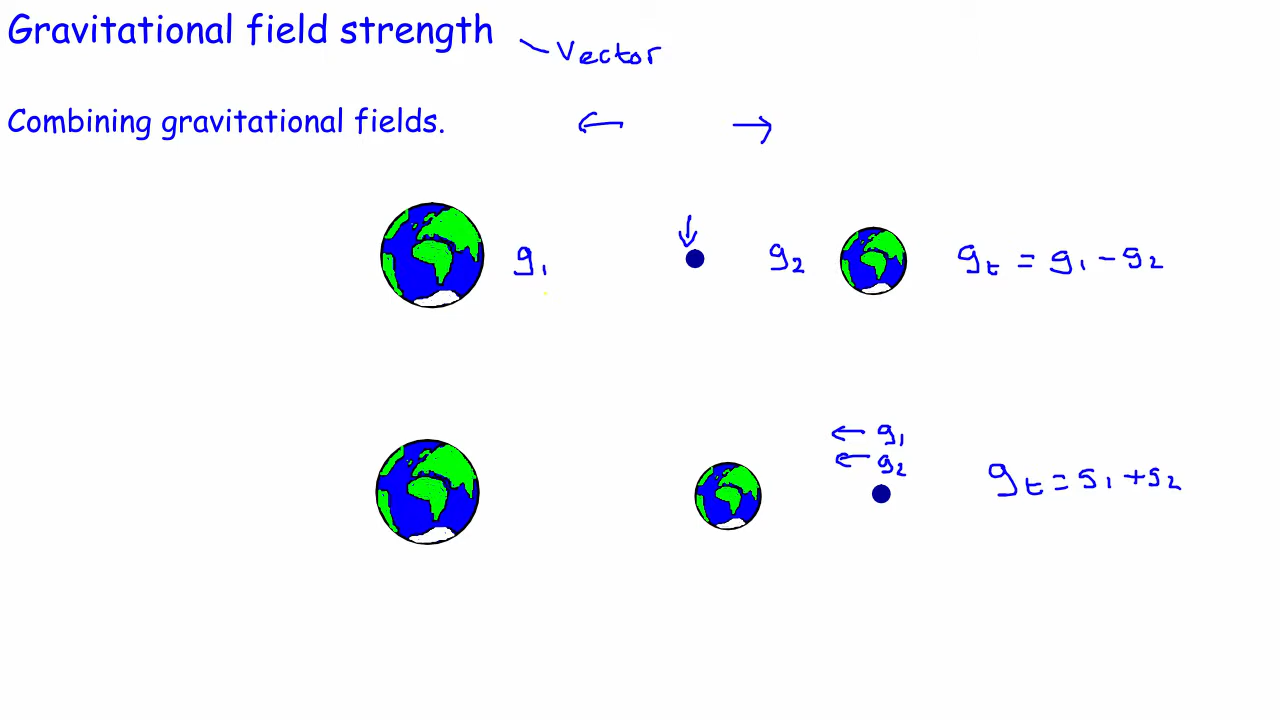 Gravitational field strength
Vector
Combining gravitational fields.
← →
↓
g₁ g₂ gₜ = g₁ - g₂
← g₁
← g₂
gₜ = g₁ + g₂